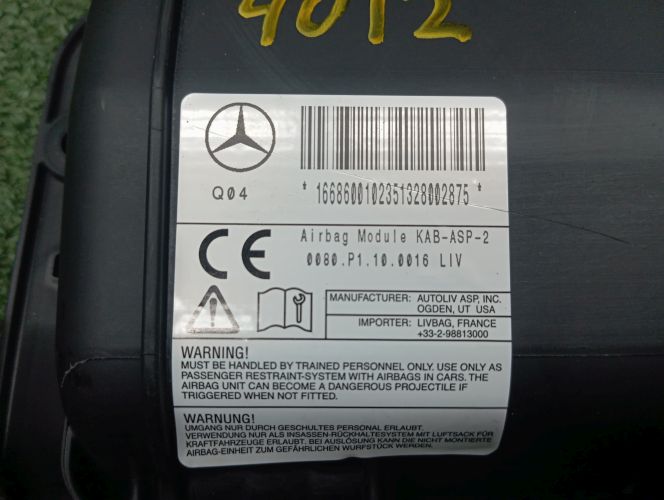 4012
Q04
*1668600102351328002875*
CE
Airbag Module KAB-ASP-2
0080.P1.10.0016 LIV
MANUFACTURER: AUTOLIV ASP, INC.
OGDEN, UT USA
IMPORTER: LIVBAG, FRANCE
+33-2-98813000
WARNING!
MUST BE HANDLED BY TRAINED PERSONNEL ONLY. USE ONLY AS
PASSENGER RESTRAINT-SYSTEM WITH AIRBAGS IN CARS. THE
AIRBAG UNIT CAN BECOME A DANGEROUS PROJECTILE IF
TRIGGERED WHEN NOT FITTED.
WARNUNG!
UMGANG NUR DURCH GESCHULTES PERSONAL ERLAUBT.
VERWENDUNG NUR ALS INSASSEN-RÜCKHALTESYSTEM MIT LUFTSACK FÜR
KRAFTFAHRZEUGE ERLAUBT. BEI AUSLÖSUNG KANN DIE NICHT MONTIERTE
AIRBAG-EINHEIT ZUM GEFÄHRLICHEN WURFSTÜCK WERDEN.